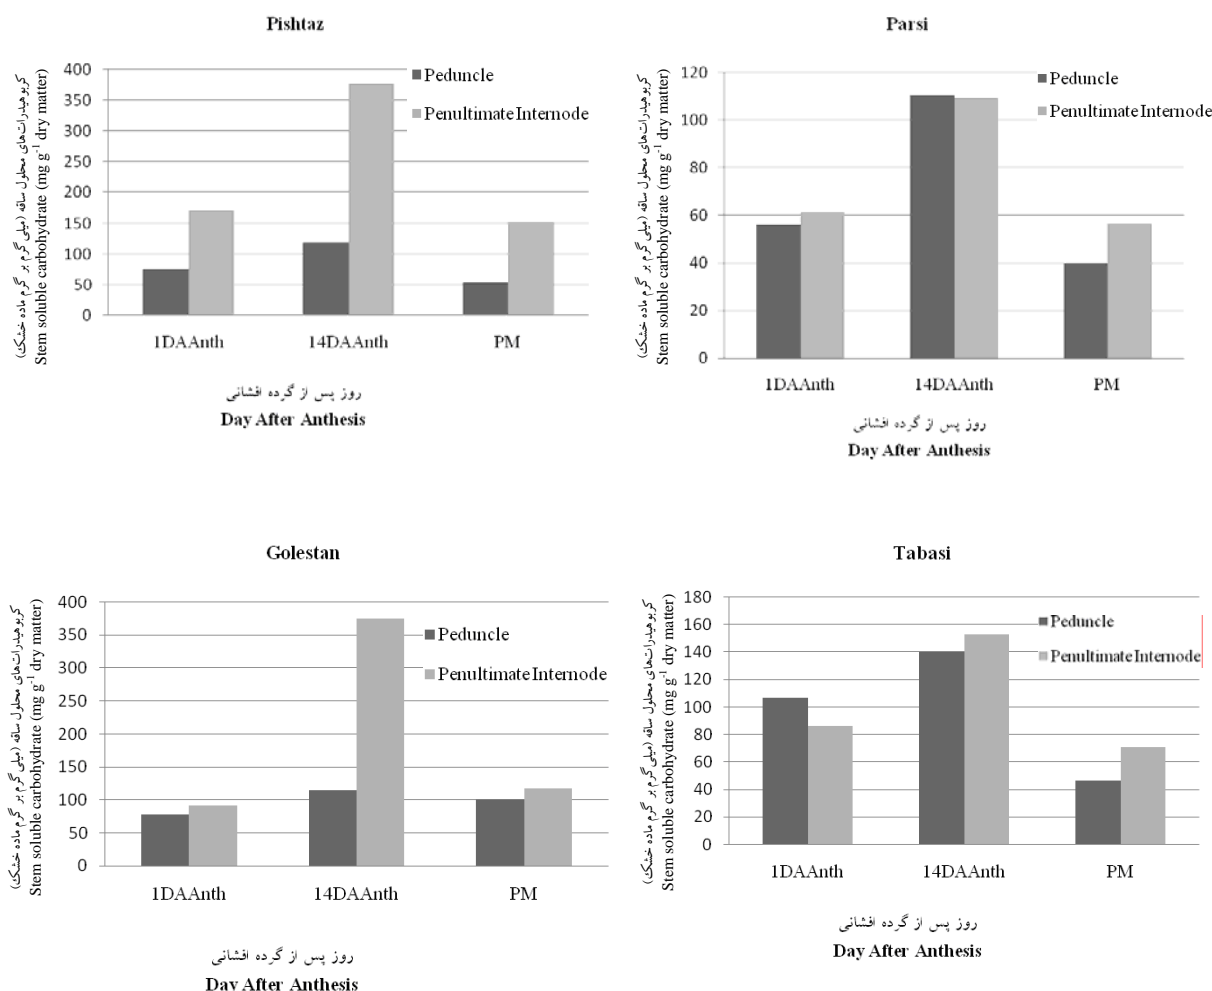 Pishtaz
کربوهیدرات‌های محلول ساقه (میلی گرم بر گرم ماده خشک)
Stem soluble carbohydrate (mg g-1 dry matter)
400
350
300
250
200
150
100
50
0
Peduncle
Penultimate Internode
1DAAnth 14DAAnth PM
روز پس از گرده افشانی
Day After Anthesis
Parsi
کربوهیدرات‌های محلول ساقه (میلی گرم بر گرم ماده خشک)
Stem soluble carbohydrate (mg g-1 dry matter)
120
100
80
60
40
20
0
Peduncle
Penultimate Internode
1DAAnth 14DAAnth PM
روز پس از گرده افشانی
Day After Anthesis
Golestan
کربوهیدرات‌های محلول ساقه (میلی گرم بر گرم ماده خشک)
Stem soluble carbohydrate (mg g-1 dry matter)
400
350
300
250
200
150
100
50
0
Peduncle
Penultimate Internode
1DAAnth 14DAAnth PM
روز پس از گرده افشانی
Day After Anthesis
Tabasi
کربوهیدرات‌های محلول ساقه (میلی گرم بر گرم ماده خشک)
Stem soluble carbohydrate (mg g-1 dry matter)
180
160
140
120
100
80
60
40
20
0
Peduncle
Penultimate Internode
1DAAnth 14DAAnth PM
روز پس از گرده افشانی
Day After Anthesis